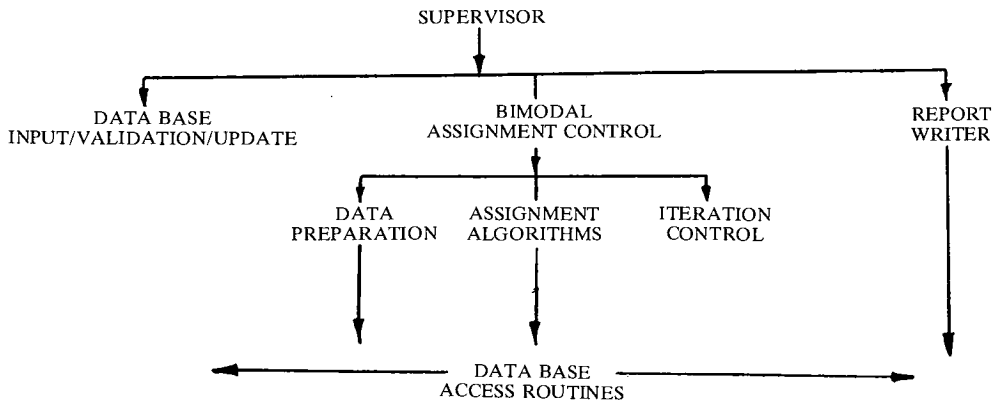 SUPERVISOR
DATA BASE
INPUT/VALIDATION/UPDATE
BIMODAL
ASSIGNMENT CONTROL
REPORT
WRITER
DATA
PREPARATION
ASSIGNMENT
ALGORITHMS
ITERATION
CONTROL
DATA BASE
ACCESS ROUTINES